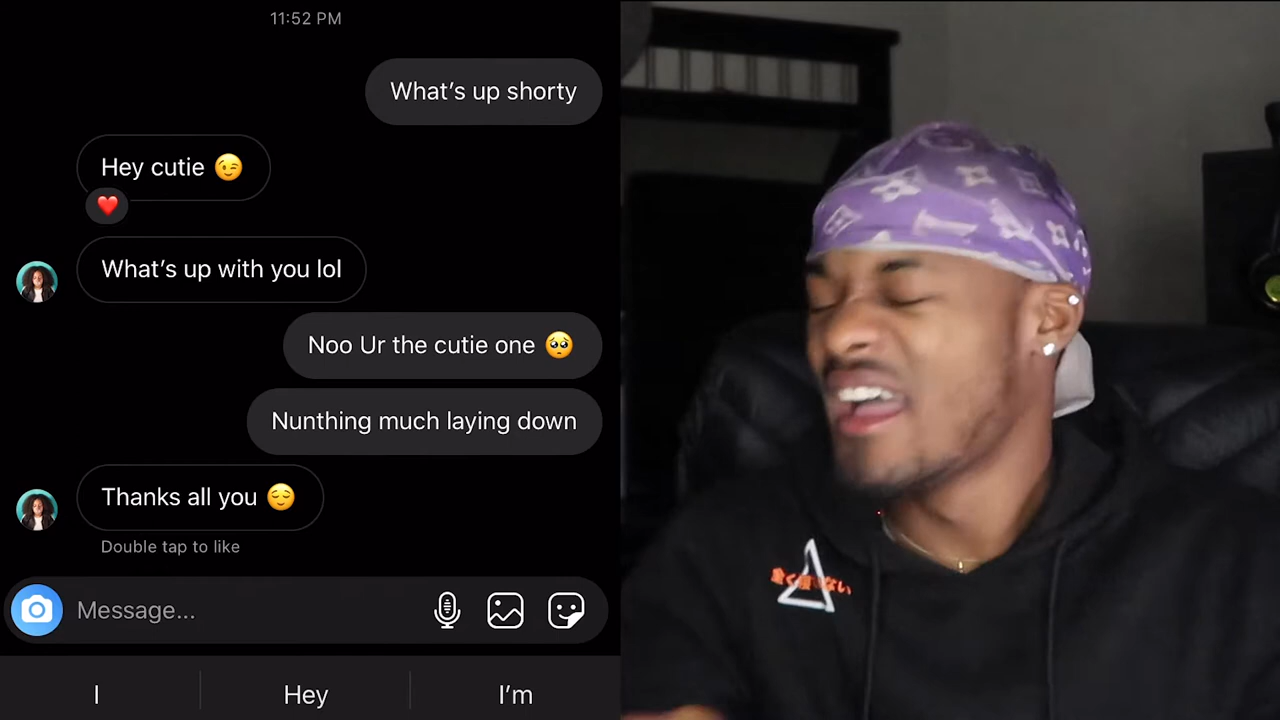 11:52 PM
What's up shorty
Hey cutie 😉
❤️
What's up with you lol
Noo Ur the cutie one 🥺
Nunthing much laying down
Thanks all you 😌
Double tap to like
Message...
I
Hey
I'm